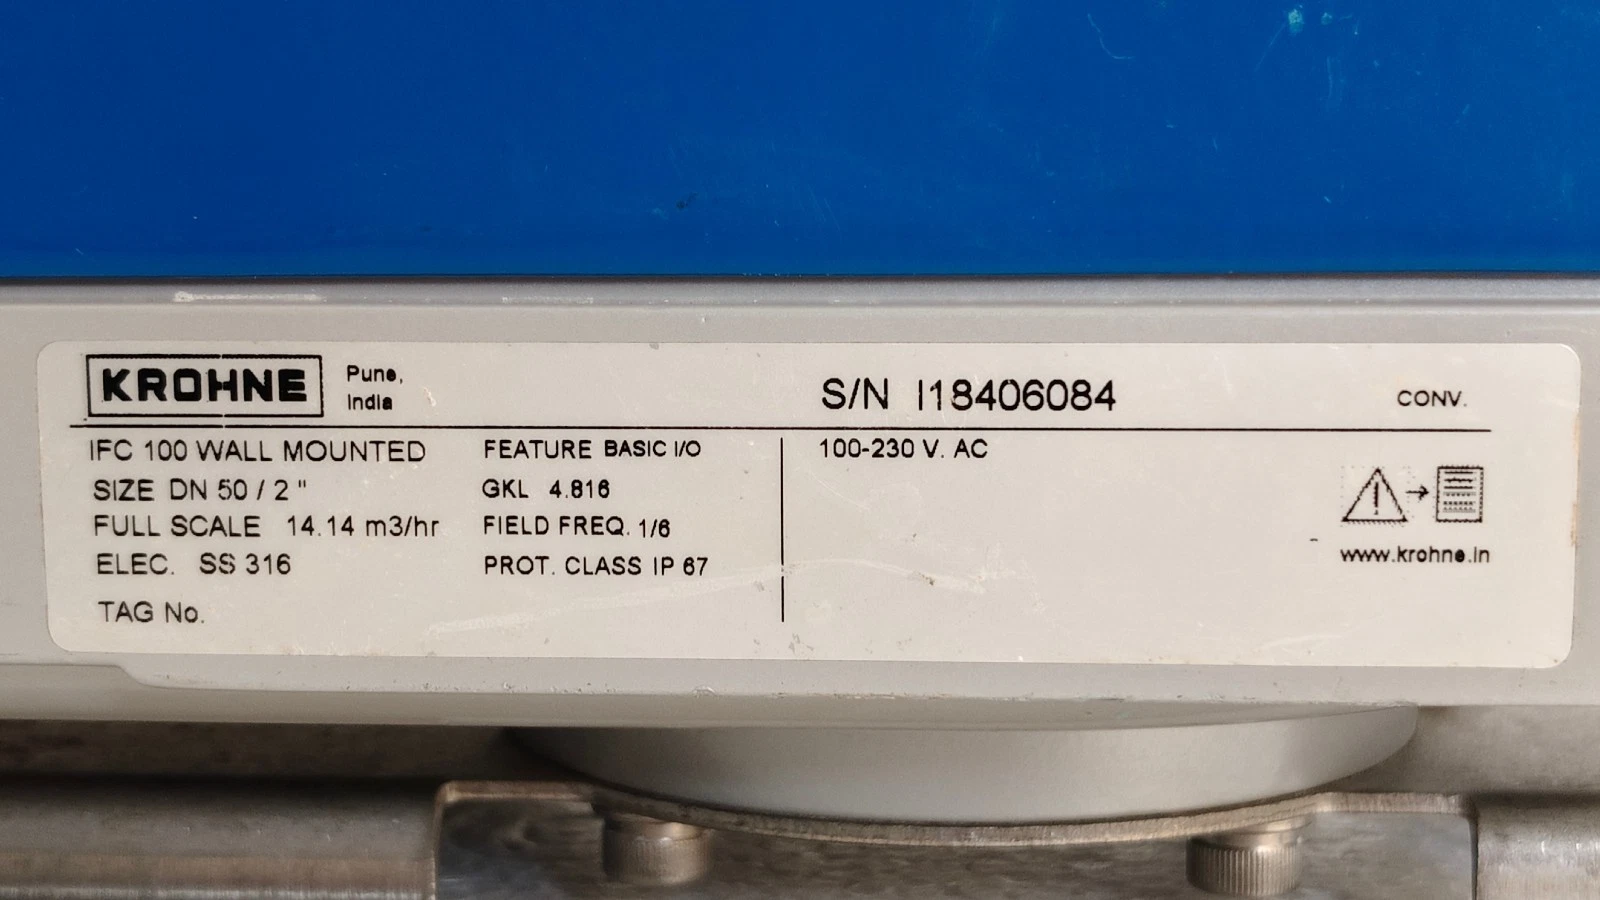 KROHNE Pune, India S/N I18406084 CONV.
IFC 100 WALL MOUNTED FEATURE BASIC I/O 100-230 V. AC
SIZE DN 50 / 2 " GKL 4.816
FULL SCALE 14.14 m3/hr FIELD FREQ. 1/6
ELEC. SS 316 PROT. CLASS IP 67
www.krohne.in
TAG No.